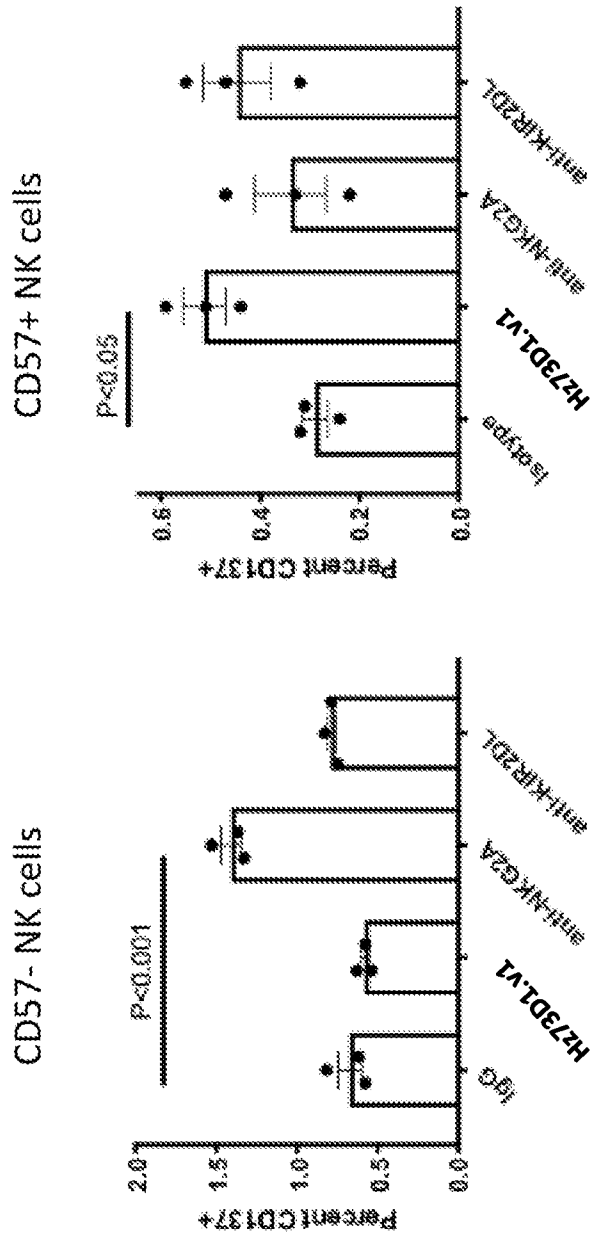 CD57- NK cells
P<0.001
2.0
1.5
1.0
0.5
0.0
Percent CD137+
IgG
Hz73D1.v1
anti-NKG2A
anti-KIR2DL
CD57+ NK cells
P<0.05
0.6
0.4
0.2
0.0
Percent CD137+
Isotype
Hz73D1.v1
anti-NKG2A
anti-KIR2DL